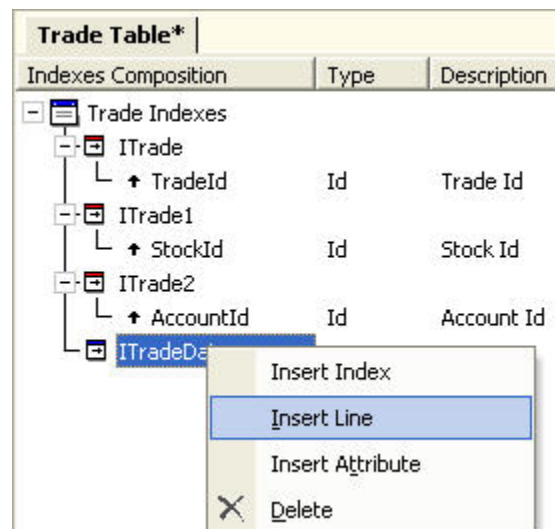 Trade Table*
Indexes Composition Type Description
Trade Indexes
ITrade
TradeId Id Trade Id
ITrade1
StockId Id Stock Id
ITrade2
AccountId Id Account Id
Insert Index
Insert Line
Insert Attribute
Delete